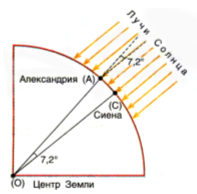 Лучи Солнца
7,2°
Александрия (А)
(С)
Сиена
7,2°
(О) Центр Земли